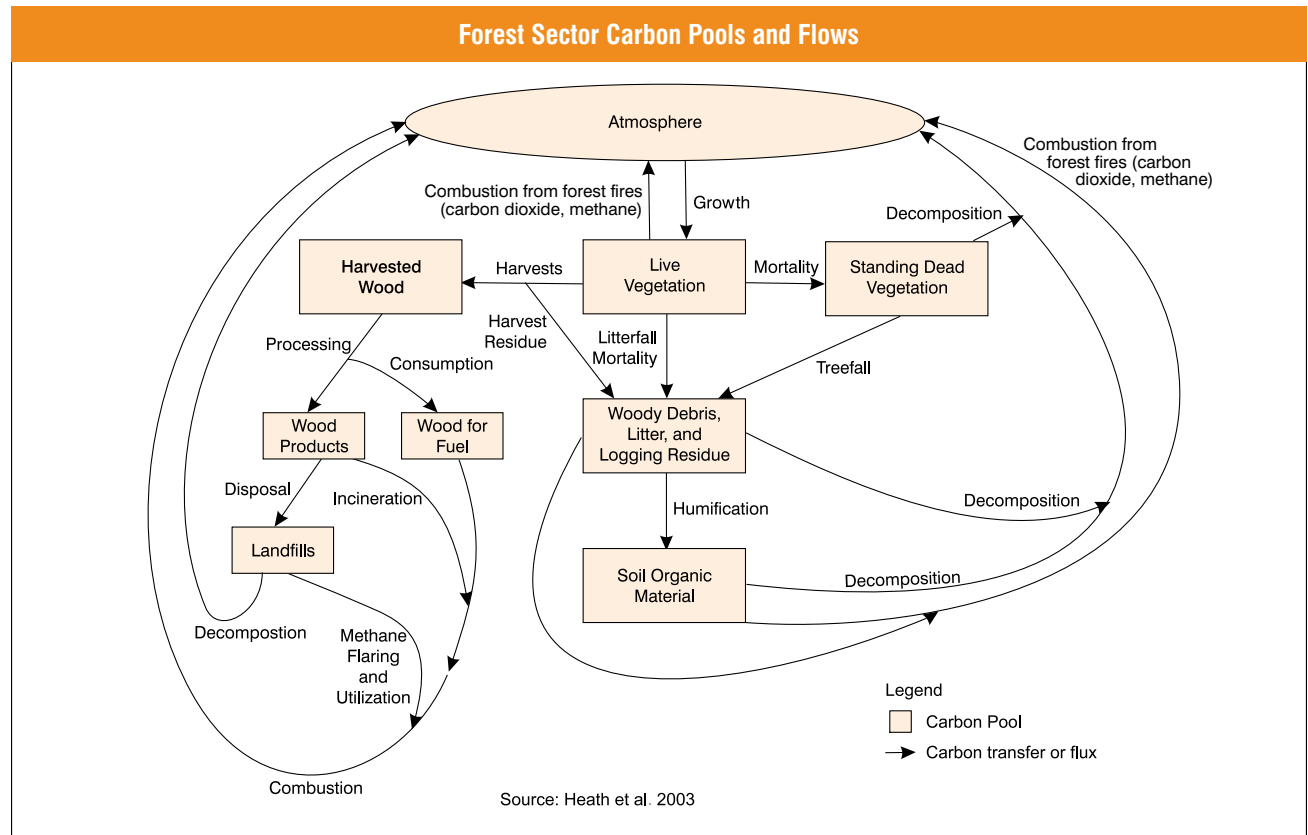 Forest Sector Carbon Pools and Flows
Atmosphere
Combustion from
forest fires (carbon
dioxide, methane)
Combustion from forest fires
(carbon dioxide, methane)
Growth
Decomposition
Harvested
Wood
Harvests
Live
Vegetation
Mortality
Standing Dead
Vegetation
Harvest
Residue
Litterfall
Mortality
Processing
Consumption
Treefall
Wood
Products
Wood for
Fuel
Woody Debris,
Litter, and
Logging Residue
Disposal
Incineration
Humification
Decomposition
Landfills
Soil Organic
Material
Decomposition
Decompostion
Methane
Flaring
and
Utilization
Legend
Carbon Pool
Carbon transfer or flux
Combustion
Source: Heath et al. 2003